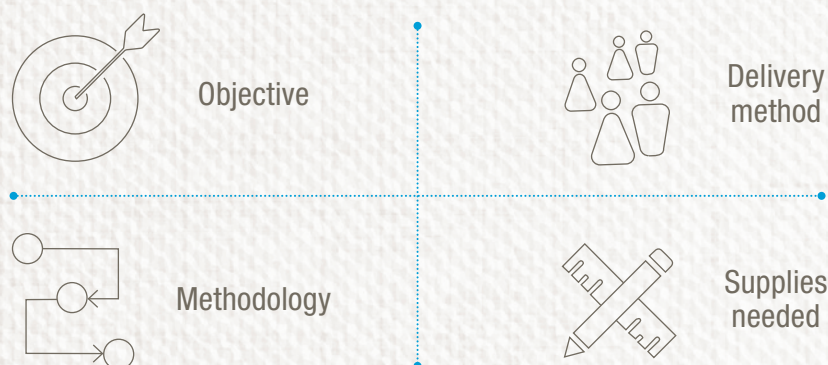 Objective
Delivery
method
Methodology
Supplies
needed